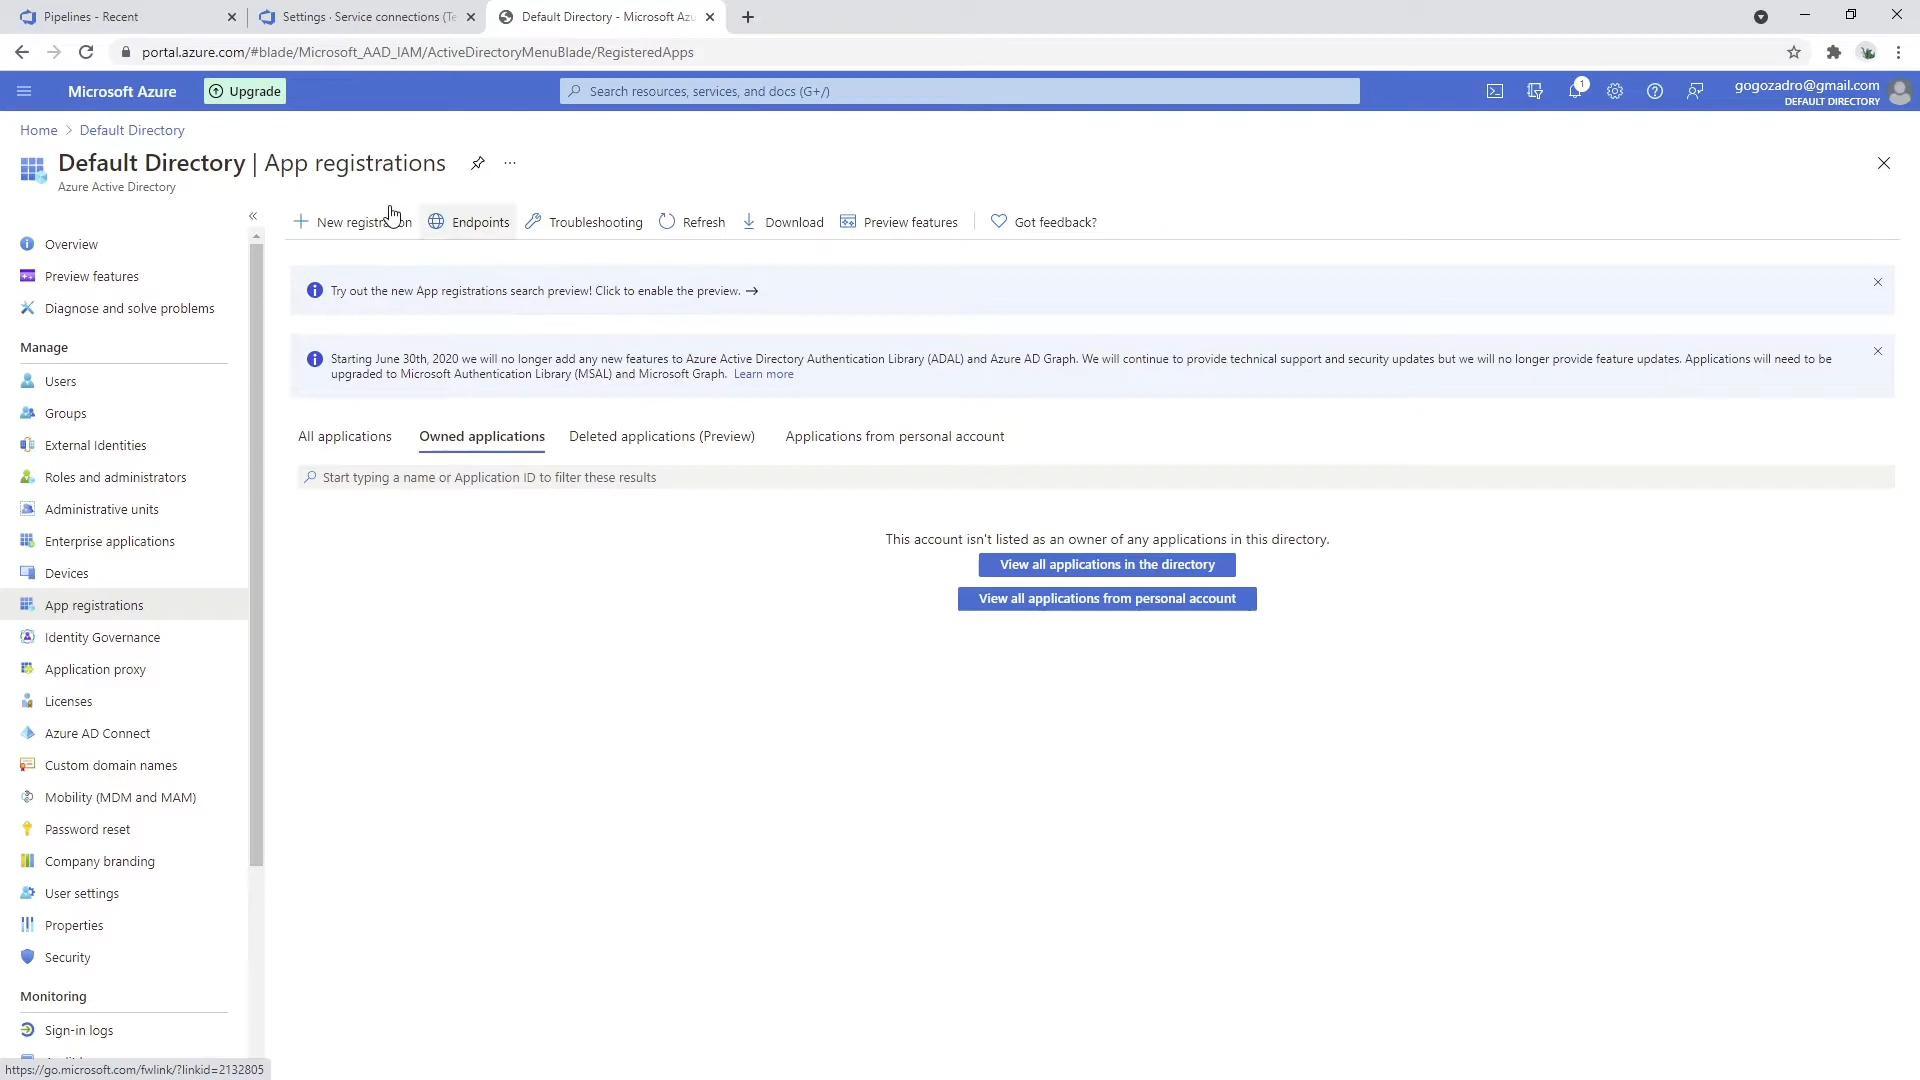 Pipelines - Recent
Settings · Service connections (Te
Default Directory - Microsoft Azu
portal.azure.com/#blade/Microsoft_AAD_IAM/ActiveDirectoryMenuBlade/RegisteredApps
Microsoft Azure
Upgrade
Search resources, services, and docs (G+/)
1
gogozadro@gmail.com
DEFAULT DIRECTORY
Home > Default Directory
Default Directory | App registrations
Azure Active Directory
New registration
Endpoints
Troubleshooting
Refresh
Download
Preview features
Got feedback?
Overview
Preview features
Diagnose and solve problems
Manage
Users
Groups
External Identities
Roles and administrators
Administrative units
Enterprise applications
Devices
App registrations
Identity Governance
Application proxy
Licenses
Azure AD Connect
Custom domain names
Mobility (MDM and MAM)
Password reset
Company branding
User settings
Properties
Security
Monitoring
Sign-in logs
Try out the new App registrations search preview! Click to enable the preview. →
Starting June 30th, 2020 we will no longer add any new features to Azure Active Directory Authentication Library (ADAL) and Azure AD Graph. We will continue to provide technical support and security updates but we will no longer provide feature updates. Applications will need to be
upgraded to Microsoft Authentication Library (MSAL) and Microsoft Graph. Learn more
All applications
Owned applications
Deleted applications (Preview)
Applications from personal account
Start typing a name or Application ID to filter these results
This account isn't listed as an owner of any applications in this directory.
View all applications in the directory
View all applications from personal account
https://go.microsoft.com/fwlink/?linkid=2132805